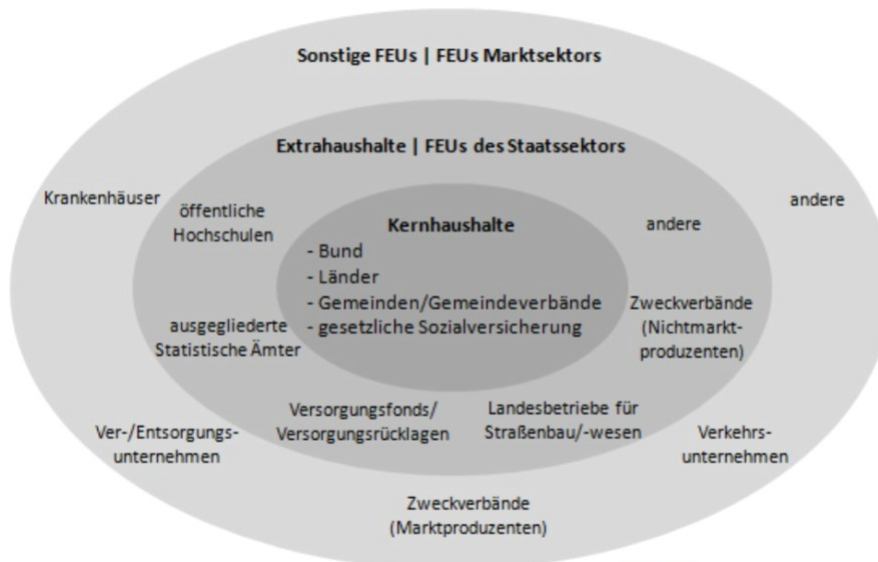 Sonstige FEUs | FEUs Marktsektors
Extrahaushalte | FEUs des Staatssektors
Krankenhäuser
öffentliche
Hochschulen
Kernhaushalte
- Bund
- Länder
- Gemeinden/Gemeindeverbände
- gesetzliche Sozialversicherung
andere
andere
ausgegliederte
Statistische Ämter
Zweckverbände
(Nichtmarkt-
produzenten)
Versorgungsfonds/
Versorgungsrücklagen
Landesbetriebe für
Straßenbau/-wesen
Ver-/Entsorgungs-
unternehmen
Verkehrs-
unternehmen
Zweckverbände
(Marktproduzenten)